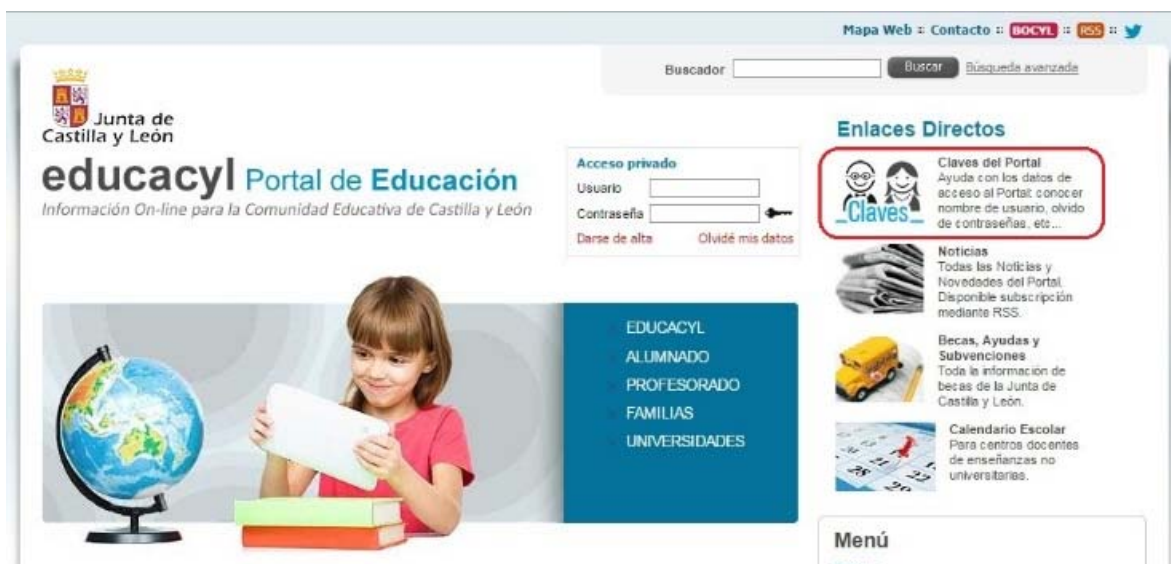 Mapa Web :: Contacto :: BOCYL :: RSS ::
Buscador
Buscar
Búsqueda avanzada
Junta de
Castilla y León
educacyl Portal de Educación
Información On-line para la Comunidad Educativa de Castilla y León
Acceso privado
Usuario
Contraseña
Darse de alta
Olvidé mis datos
EDUCACYL
ALUMNADO
PROFESORADO
FAMILIAS
UNIVERSIDADES
Enlaces Directos
_Claves_
Claves del Portal
Ayuda con los datos de
acceso al Portal: conocer
nombre de usuario, olvido
de contraseñas, etc...
Noticias
Todas las Noticias y
Novedades del Portal.
Disponible subscripción
mediante RSS.
Becas, Ayudas y
Subvenciones
Toda la información de
becas de la Junta de
Castilla y León.
Calendario Escolar
Para centros docentes
de enseñanzas no
universitarias.
Menú